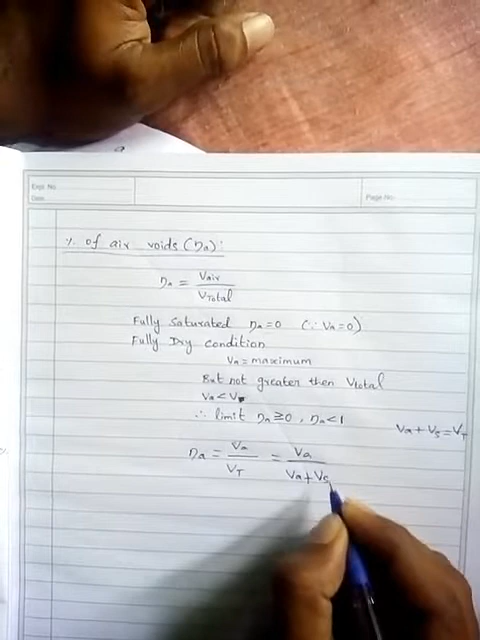 Expt. No.
Date
Page No.
% of air voids (ηa):
ηa = Vair / VTotal
Fully Saturated ηa=0 (∵ Va=0)
Fully Dry condition
Va = maximum
But not greater then Vtotal
Va < V
∴ limit ηa ≥0, ηa<1
Va + Vs = VT
ηa = Va / VT = Va / Va+Vs